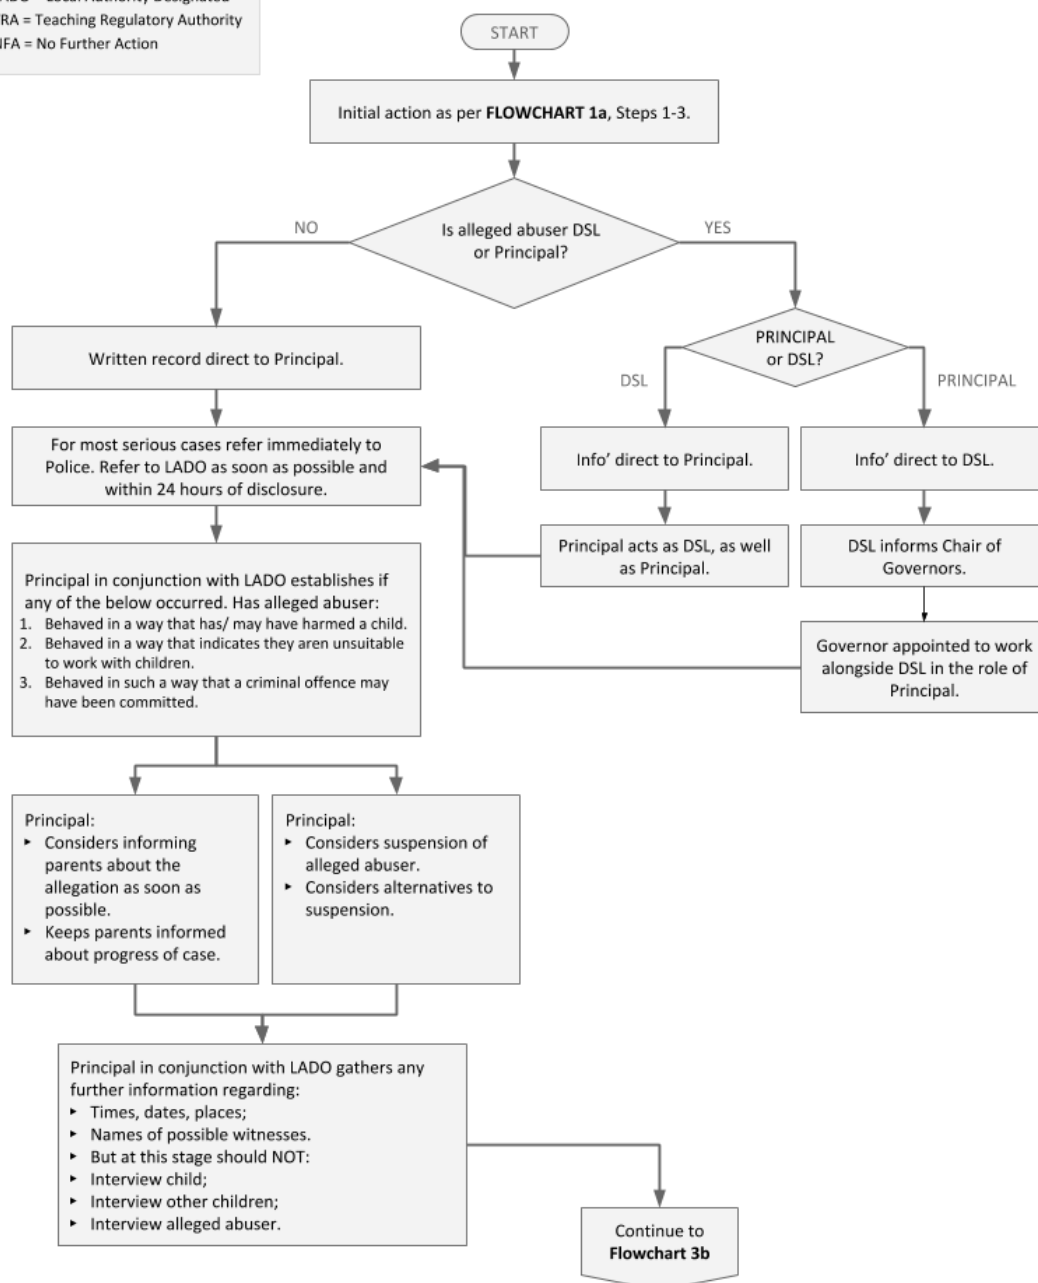 = Local Authority Designated
= Teaching Regulatory Authority
= No Further Action
START
Initial action as per FLOWCHART 1a, Steps 1-3.
Is alleged abuser DSL
or Principal?
NO
YES
Written record direct to Principal.
PRINCIPAL
or DSL?
DSL
PRINCIPAL
For most serious cases refer immediately to
Police. Refer to LADO as soon as possible and
within 24 hours of disclosure.
Info’ direct to Principal.
Info’ direct to DSL.
Principal acts as DSL, as well
as Principal.
DSL informs Chair of
Governors.
Principal in conjunction with LADO establishes if
any of the below occurred. Has alleged abuser:
1. Behaved in a way that has/ may have harmed a child.
2. Behaved in a way that indicates they aren unsuitable
to work with children.
3. Behaved in such a way that a criminal offence may
have been committed.
Governor appointed to work
alongside DSL in the role of
Principal.
Principal:
‣ Considers informing
parents about the
allegation as soon as
possible.
‣ Keeps parents informed
about progress of case.
Principal:
‣ Considers suspension of
alleged abuser.
‣ Considers alternatives to
suspension.
Principal in conjunction with LADO gathers any
further information regarding:
‣ Times, dates, places;
‣ Names of possible witnesses.
‣ But at this stage should NOT:
‣ Interview child;
‣ Interview other children;
‣ Interview alleged abuser.
Continue to
Flowchart 3b